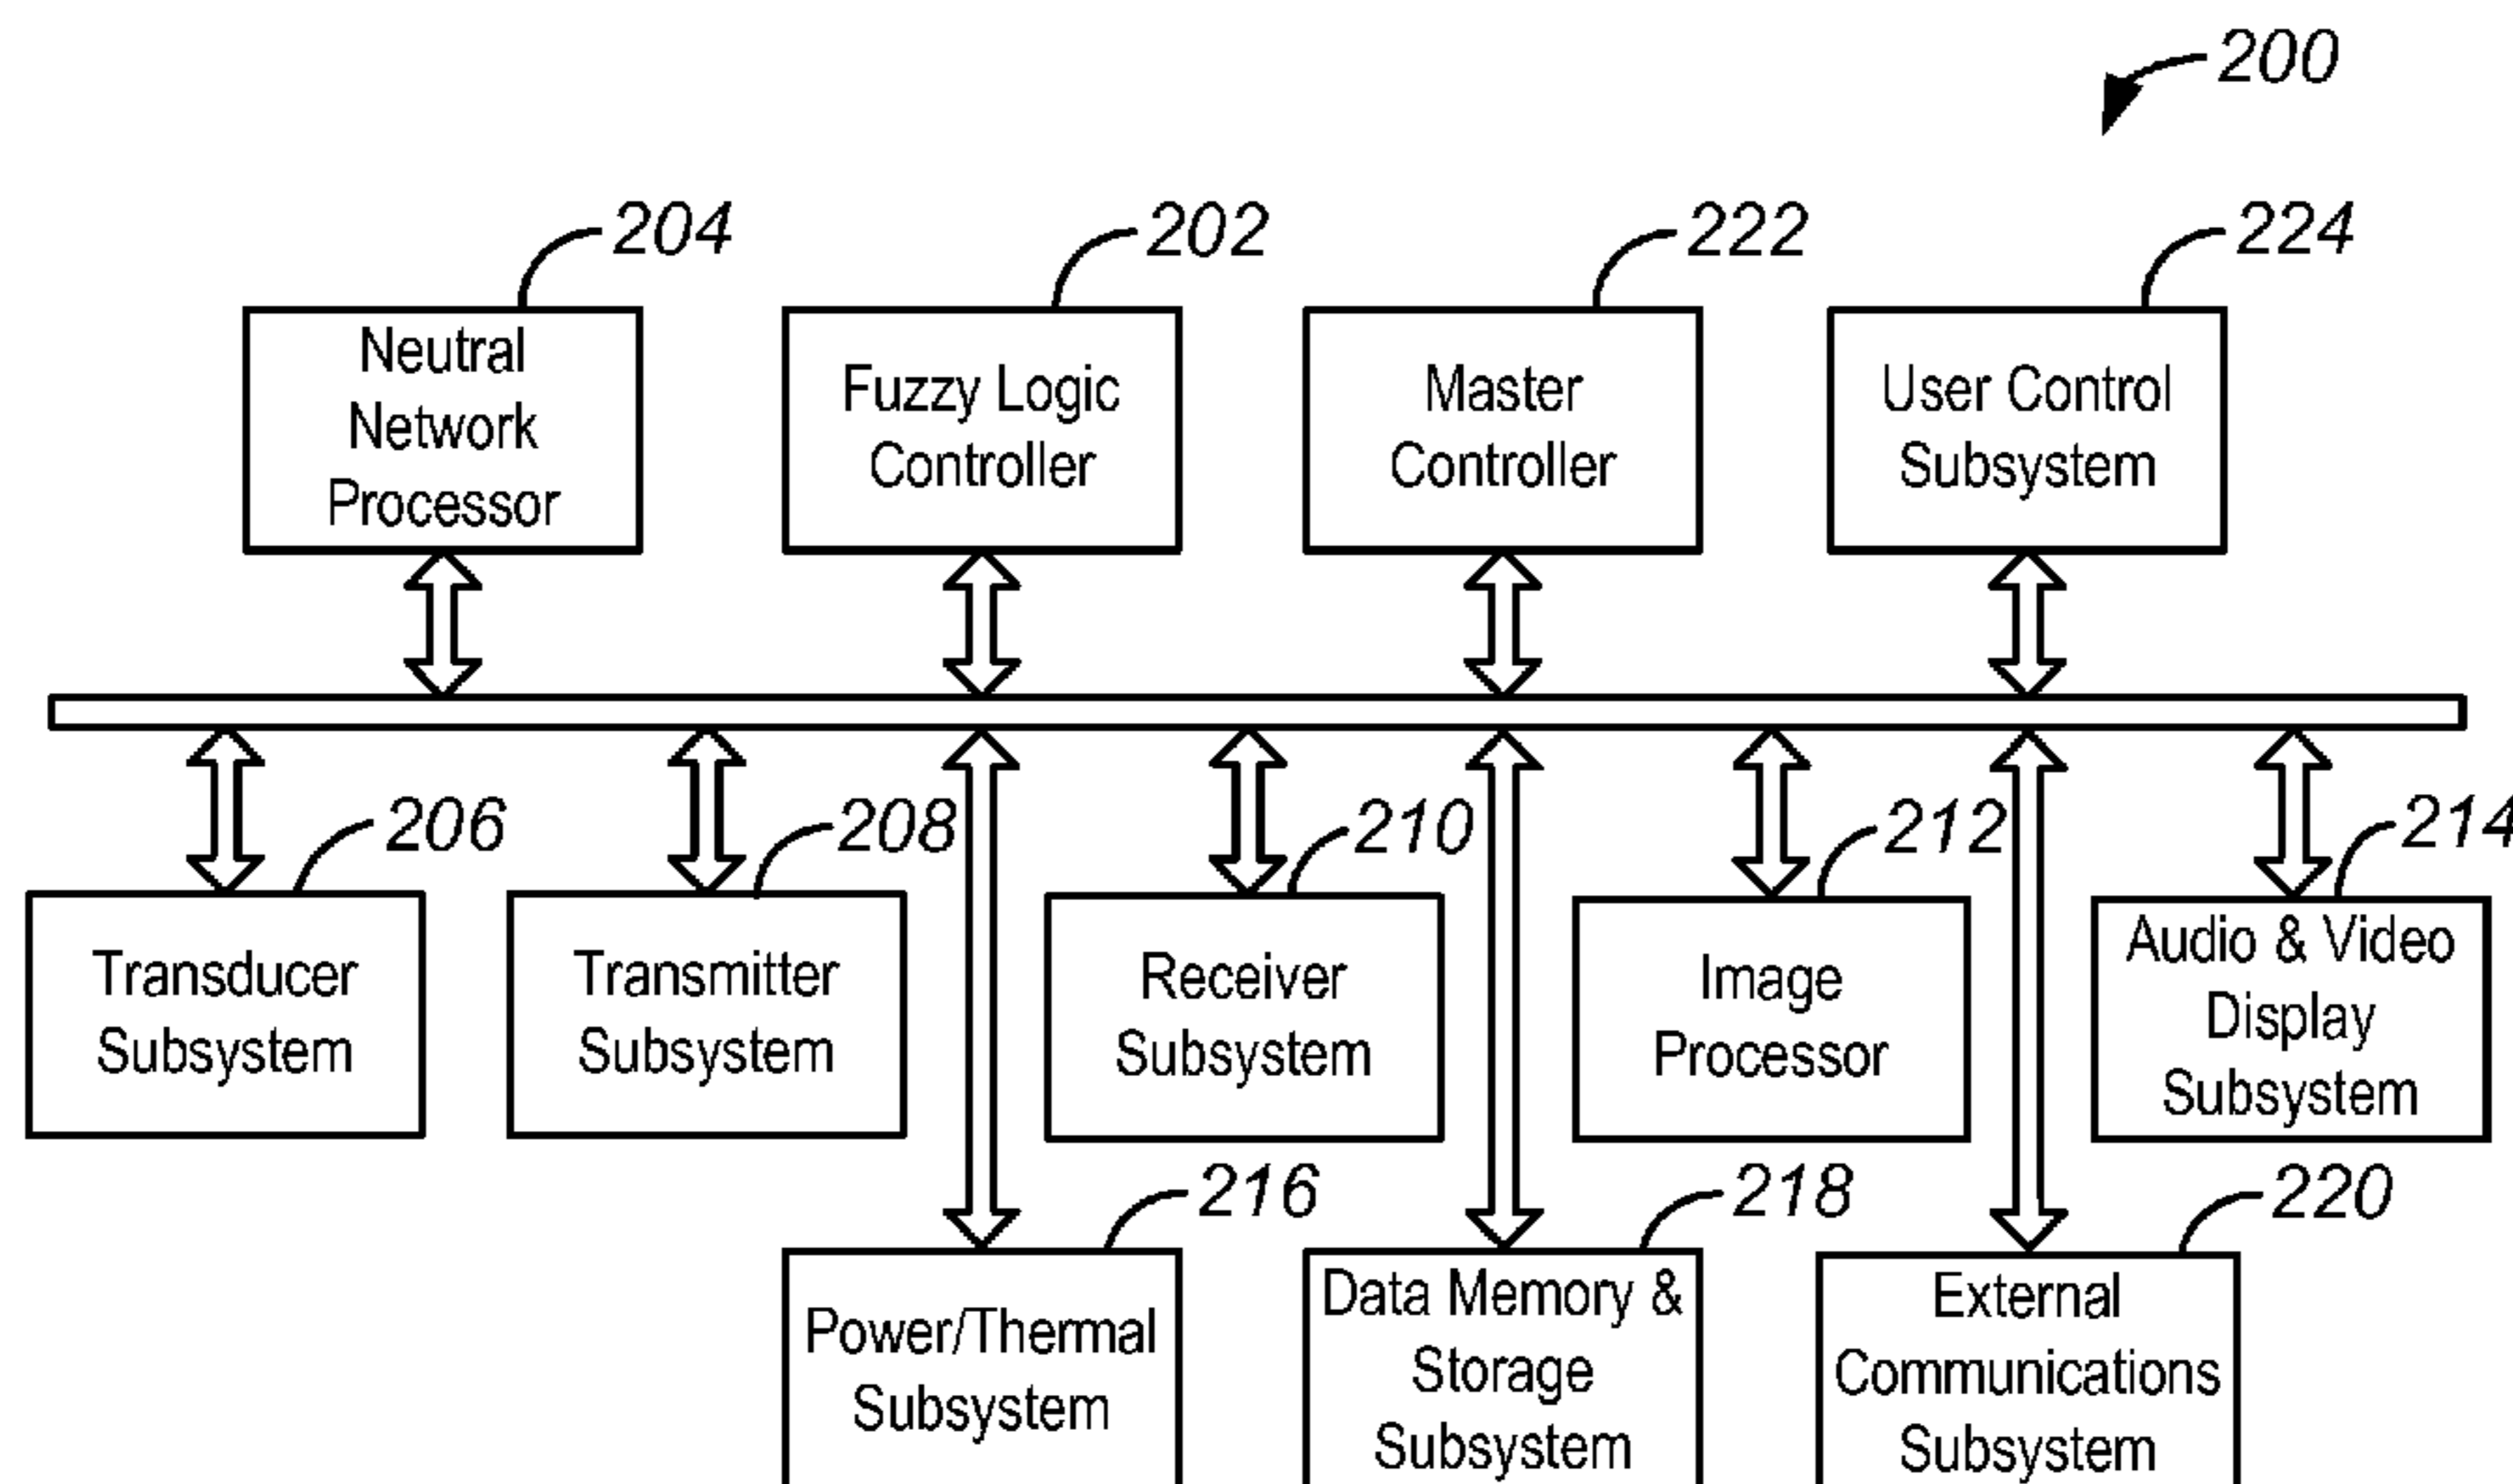 200
204
202
222
224
Neutral
Network
Processor
Fuzzy Logic
Controller
Master
Controller
User Control
Subsystem
206
208
210
212
214
Transducer
Subsystem
Transmitter
Subsystem
Receiver
Subsystem
Image
Processor
Audio & Video
Display
Subsystem
216
218
220
Power/Thermal
Subsystem
Data Memory &
Storage
Subsystem
External
Communications
Subsystem